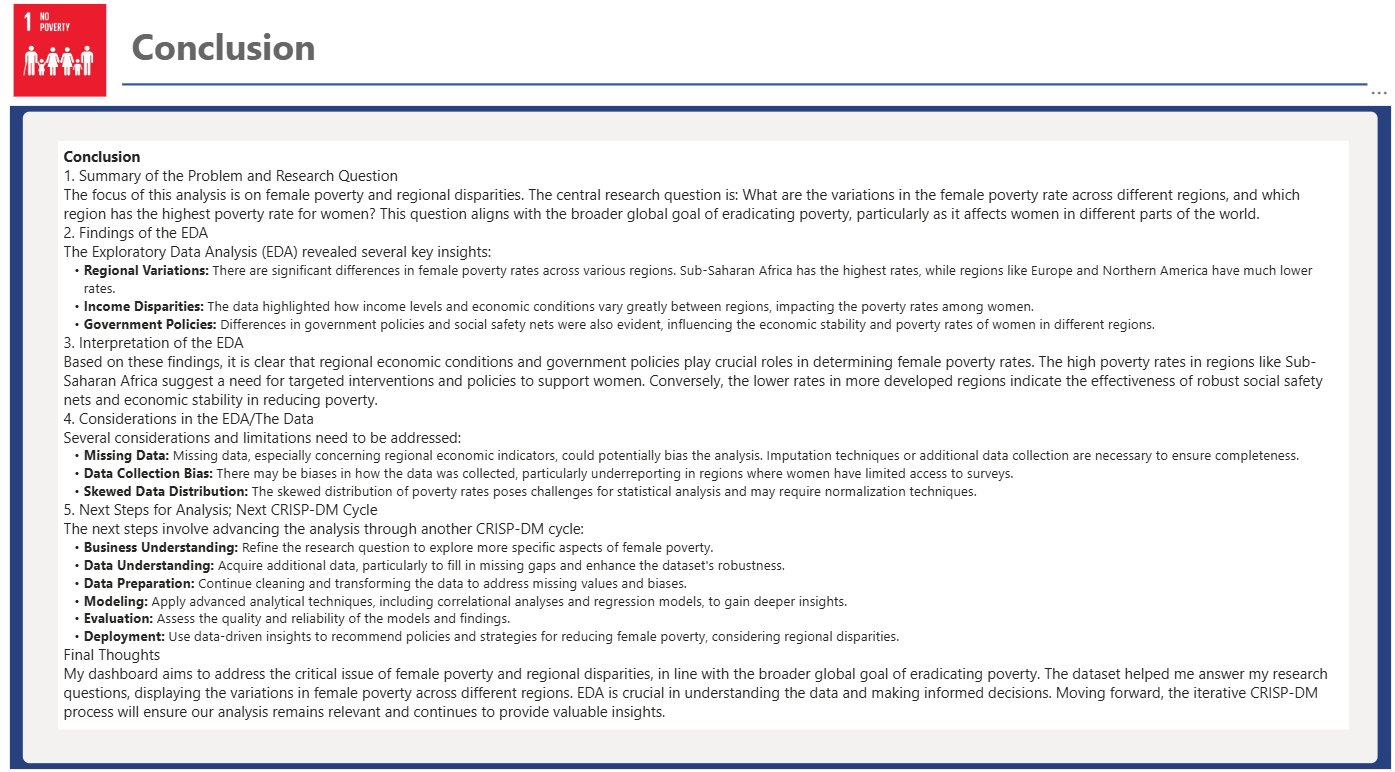 1 NO
POVERTY
Conclusion
...
Conclusion
1. Summary of the Problem and Research Question
The focus of this analysis is on female poverty and regional disparities. The central research question is: What are the variations in the female poverty rate across different regions, and which
region has the highest poverty rate for women? This question aligns with the broader global goal of eradicating poverty, particularly as it affects women in different parts of the world.
2. Findings of the EDA
The Exploratory Data Analysis (EDA) revealed several key insights:
• Regional Variations: There are significant differences in female poverty rates across various regions. Sub-Saharan Africa has the highest rates, while regions like Europe and Northern America have much lower
rates.
• Income Disparities: The data highlighted how income levels and economic conditions vary greatly between regions, impacting the poverty rates among women.
• Government Policies: Differences in government policies and social safety nets were also evident, influencing the economic stability and poverty rates of women in different regions.
3. Interpretation of the EDA
Based on these findings, it is clear that regional economic conditions and government policies play crucial roles in determining female poverty rates. The high poverty rates in regions like Sub-
Saharan Africa suggest a need for targeted interventions and policies to support women. Conversely, the lower rates in more developed regions indicate the effectiveness of robust social safety
nets and economic stability in reducing poverty.
4. Considerations in the EDA/The Data
Several considerations and limitations need to be addressed:
• Missing Data: Missing data, especially concerning regional economic indicators, could potentially bias the analysis. Imputation techniques or additional data collection are necessary to ensure completeness.
• Data Collection Bias: There may be biases in how the data was collected, particularly underreporting in regions where women have limited access to surveys.
• Skewed Data Distribution: The skewed distribution of poverty rates poses challenges for statistical analysis and may require normalization techniques.
5. Next Steps for Analysis; Next CRISP-DM Cycle
The next steps involve advancing the analysis through another CRISP-DM cycle:
• Business Understanding: Refine the research question to explore more specific aspects of female poverty.
• Data Understanding: Acquire additional data, particularly to fill in missing gaps and enhance the dataset's robustness.
• Data Preparation: Continue cleaning and transforming the data to address missing values and biases.
• Modeling: Apply advanced analytical techniques, including correlational analyses and regression models, to gain deeper insights.
• Evaluation: Assess the quality and reliability of the models and findings.
• Deployment: Use data-driven insights to recommend policies and strategies for reducing female poverty, considering regional disparities.
Final Thoughts
My dashboard aims to address the critical issue of female poverty and regional disparities, in line with the broader global goal of eradicating poverty. The dataset helped me answer my research
questions, displaying the variations in female poverty across different regions. EDA is crucial in understanding the data and making informed decisions. Moving forward, the iterative CRISP-DM
process will ensure our analysis remains relevant and continues to provide valuable insights.